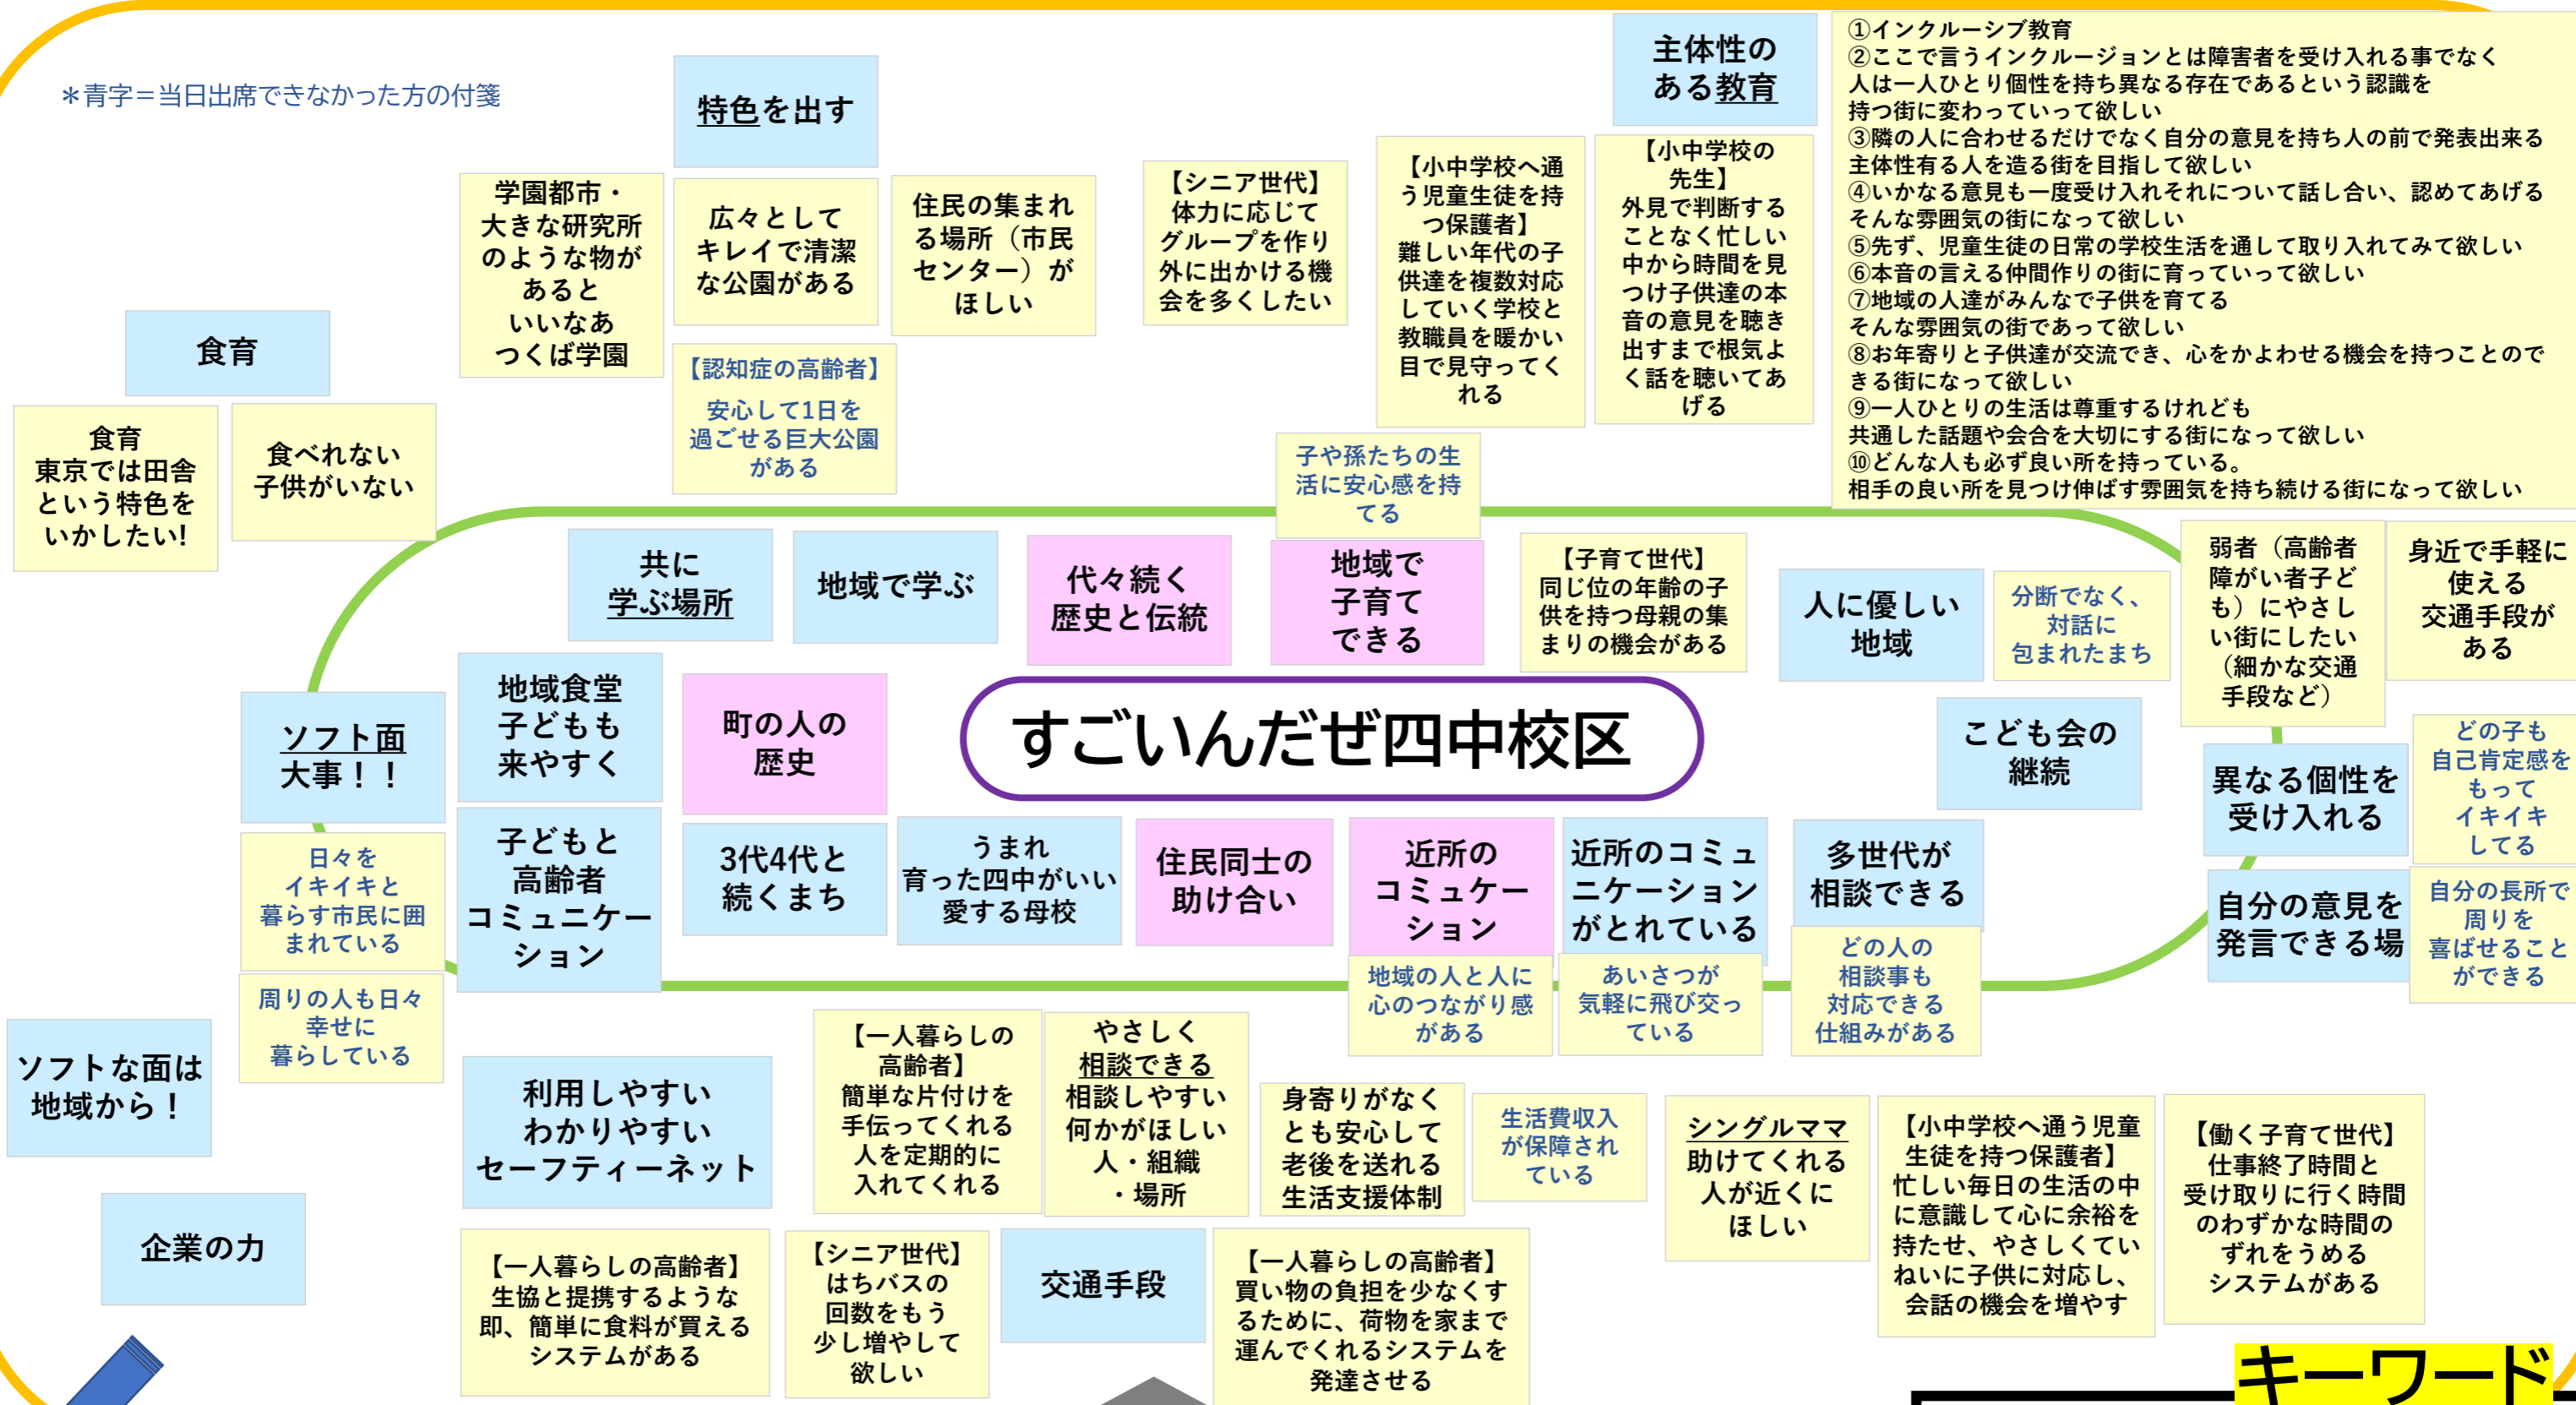 ＊青字＝当日出席できなかった方の付箋
特色を出す
主体性の
ある教育
①インクルーシブ教育
②ここで言うインクルージョンとは障害者を受け入れる事でなく
人は一人ひとり個性を持ち異なる存在であるという認識を
持つ街に変わっていって欲しい
③隣の人に合わせるだけでなく自分の意見を持ち人の前で発表出来る
主体性有る人を造る街を目指して欲しい
④いかなる意見も一度受け入れそれについて話し合い、認めてあげる
そんな雰囲気の街になって欲しい
⑤先ず、児童生徒の日常の学校生活を通して取り入れてみて欲しい
⑥本音の言える仲間作りの街に育っていって欲しい
⑦地域の人達がみんなで子供を育てる
そんな雰囲気の街であって欲しい
⑧お年寄りと子供達が交流でき、心をかよわせる機会を持つことので
きる街になって欲しい
⑨一人ひとりの生活は尊重するけれども
共通した話題や会合を大切にする街になって欲しい
⑩どんな人も必ず良い所を持っている。
相手の良い所を見つけ伸ばす雰囲気を持ち続ける街になって欲しい
学園都市・
大きな研究所
のような物が
あると
いいなあ
つくば学園
広々として
キレイで清潔
な公園がある
住民の集まれ
る場所（市民
センター）が
ほしい
【シニア世代】
体力に応じて
グループを作り
外に出かける機
会を多くしたい
【小中学校へ通
う児童生徒を持
つ保護者】
難しい年代の子
供達を複数対応
していく学校と
教職員を暖かい
目で見守ってく
れる
【小中学校の
先生】
外見で判断する
ことなく忙しい
中から時間を見
つけ子供達の本
音の意見を聴き
出すまで根気よ
く話を聴いてあ
げる
【認知症の高齢者】
安心して1日を
過ごせる巨大公園
がある
食育
食育
東京では田舎
という特色を
いかしたい!
食べれない
子供がいない
子や孫たちの生
活に安心感を持
てる
共に
学ぶ場所
地域で学ぶ
代々続く
歴史と伝統
地域で
子育て
できる
【子育て世代】
同じ位の年齢の子
供を持つ母親の集
まりの機会がある
人に優しい
地域
分断でなく、
対話に
包まれたまち
弱者（高齢者
障がい者子ど
も）にやさし
い街にしたい
（細かな交通
手段など）
身近で手軽に
使える
交通手段が
ある
ソフト面
大事！！
地域食堂
子どもも
来やすく
町の人の
歴史
すごいんだぜ四中校区
こども会の
継続
異なる個性を
受け入れる
どの子も
自己肯定感を
もって
イキイキ
してる
日々を
イキイキと
暮らす市民に囲
まれている
子どもと
高齢者
コミュニケー
ション
3代4代と
続くまち
うまれ
育った四中がいい
愛する母校
住民同士の
助け合い
近所の
コミュケー
ション
近所のコミュ
ニケーション
がとれている
多世代が
相談できる
自分の意見を
発言できる場
自分の長所で
周りを
喜ばせること
ができる
周りの人も日々
幸せに
暮らしている
地域の人と人に
心のつながり感
がある
あいさつが
気軽に飛び交っ
ている
どの人の
相談事も
対応できる
仕組みがある
ソフトな面は
地域から！
利用しやすい
わかりやすい
セーフティーネット
【一人暮らしの
高齢者】
簡単な片付けを
手伝ってくれる
人を定期的に
入れてくれる
やさしく
相談できる
相談しやすい
何かがほしい
人・組織
・場所
身寄りがなく
とも安心して
老後を送れる
生活支援体制
生活費収入
が保障され
ている
シングルママ
助けてくれる
人が近くに
ほしい
【小中学校へ通う児童
生徒を持つ保護者】
忙しい毎日の生活の中
に意識して心に余裕を
持たせ、やさしくてい
ねいに子供に対応し、
会話の機会を増やす
【働く子育て世代】
仕事終了時間と
受け取りに行く時間
のわずかな時間の
ずれをうめる
システムがある
企業の力
【一人暮らしの高齢者】
生協と提携するような
即、簡単に食料が買える
システムがある
【シニア世代】
はちバスの
回数をもう
少し増やして
欲しい
交通手段
【一人暮らしの高齢者】
買い物の負担を少なくす
るために、荷物を家まで
運んでくれるシステムを
発達させる
キーワード